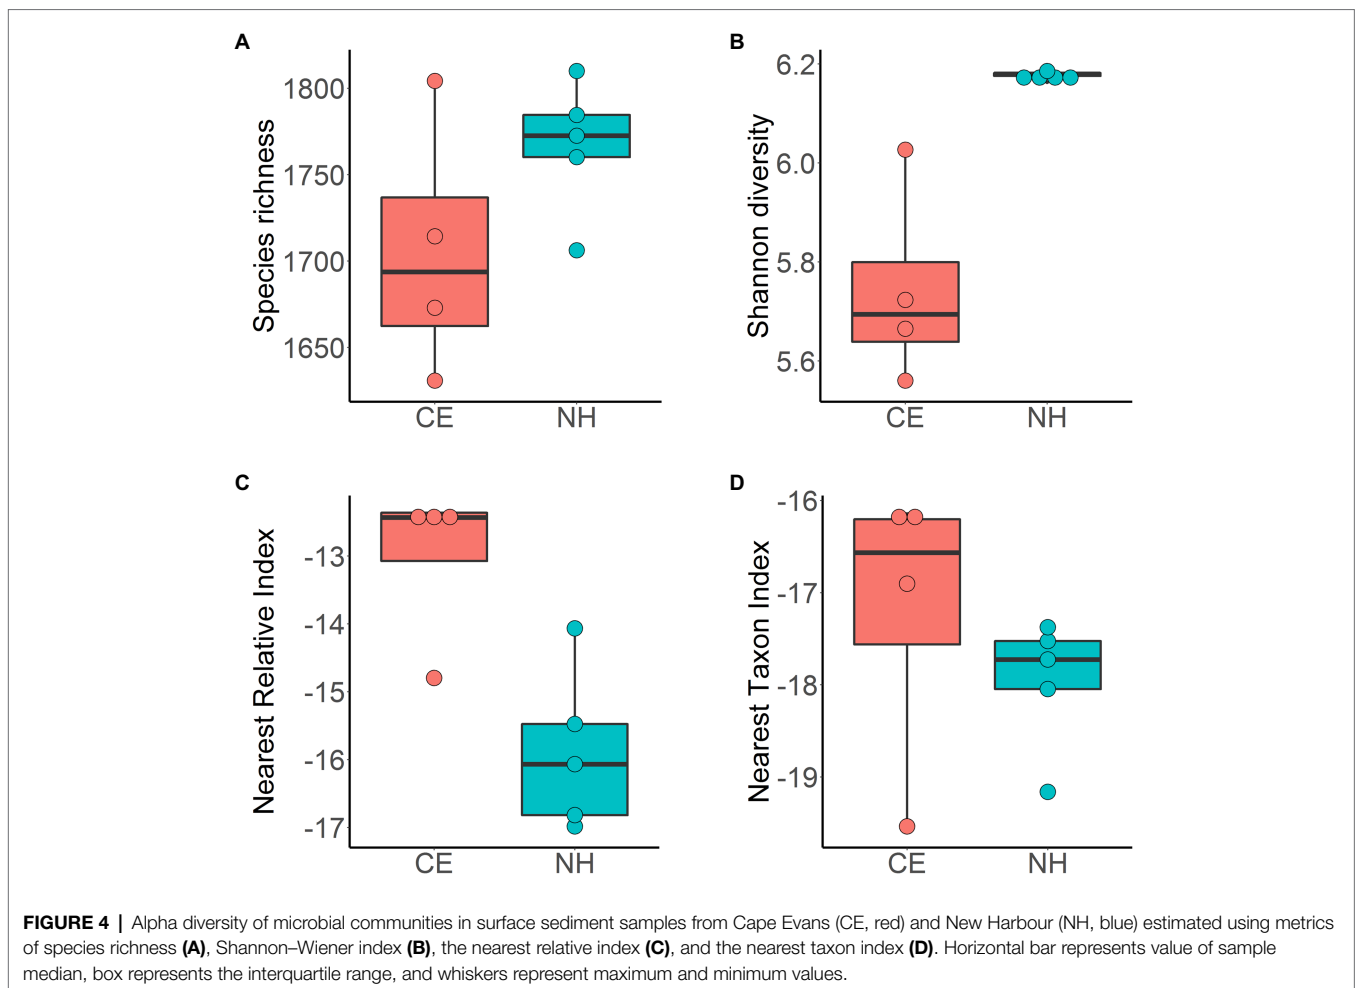 A
Species richness
1800
1750
1700
1650
CE NH
B
Shannon diversity
6.2
6.0
5.8
5.6
CE NH
C
Nearest Relative Index
-13
-14
-15
-16
-17
CE NH
D
Nearest Taxon Index
-16
-17
-18
-19
CE NH
FIGURE 4 | Alpha diversity of microbial communities in surface sediment samples from Cape Evans (CE, red) and New Harbour (NH, blue) estimated using metrics
of species richness (A), Shannon–Wiener index (B), the nearest relative index (C), and the nearest taxon index (D). Horizontal bar represents value of sample
median, box represents the interquartile range, and whiskers represent maximum and minimum values.